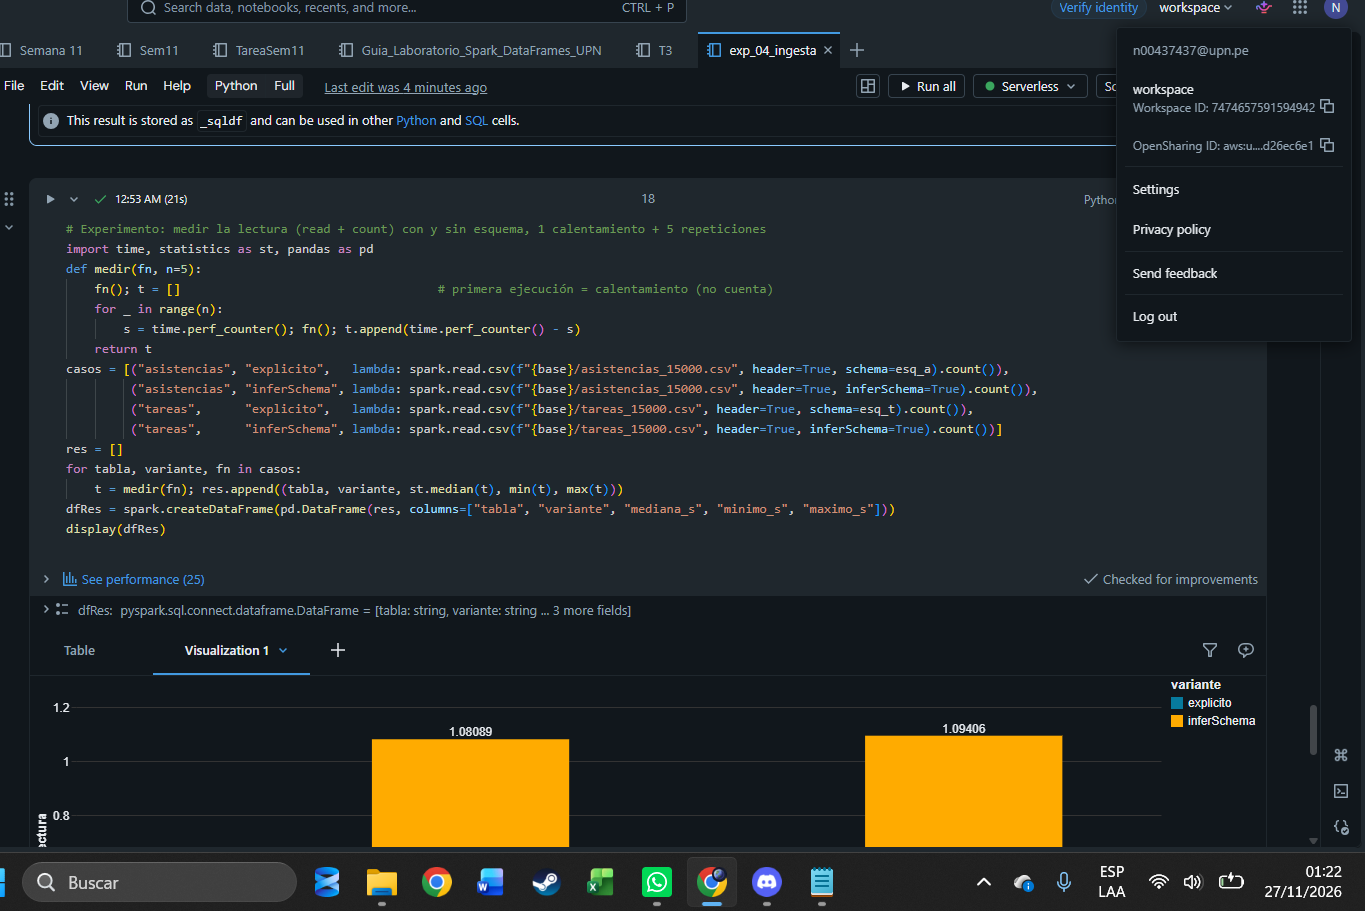 Search data, notebooks, recents, and more...
CTRL + P
Verify identity
workspace
N
Semana 11
Sem11
TareaSem11
Guia_Laboratorio_Spark_DataFrames_UPN
T3
exp_04_ingesta
n00437437@upn.pe
workspace
Workspace ID: 7474657591594942
OpenSharing ID: aws:u....d26ec6e1
Settings
Privacy policy
Send feedback
Log out
File Edit View Run Help Python Full Last edit was 4 minutes ago
Run all
Serverless
Sc
This result is stored as _sqldf and can be used in other Python and SQL cells.
12:53 AM (21s)
18
Pytho
# Experimento: medir la lectura (read + count) con y sin esquema, 1 calentamiento + 5 repeticiones
import time, statistics as st, pandas as pd
def medir(fn, n=5):
fn(); t = [] # primera ejecución = calentamiento (no cuenta)
for _ in range(n):
s = time.perf_counter(); fn(); t.append(time.perf_counter() - s)
return t
casos = [("asistencias", "explicito", lambda: spark.read.csv(f"{base}/asistencias_15000.csv", header=True, schema=esq_a).count()),
("asistencias", "inferSchema", lambda: spark.read.csv(f"{base}/asistencias_15000.csv", header=True, inferSchema=True).count()),
("tareas", "explicito", lambda: spark.read.csv(f"{base}/tareas_15000.csv", header=True, schema=esq_t).count()),
("tareas", "inferSchema", lambda: spark.read.csv(f"{base}/tareas_15000.csv", header=True, inferSchema=True).count())]
res = []
for tabla, variante, fn in casos:
t = medir(fn); res.append((tabla, variante, st.median(t), min(t), max(t)))
dfRes = spark.createDataFrame(pd.DataFrame(res, columns=["tabla", "variante", "mediana_s", "minimo_s", "maximo_s"]))
display(dfRes)
See performance (25)
Checked for improvements
dfRes: pyspark.sql.connect.dataframe.DataFrame = [tabla: string, variante: string ... 3 more fields]
Table
Visualization 1
variante
explicito
inferSchema
1.2
1.08089
1.09406
1
0.8
ectura
Buscar
ESP
LAA
01:22
27/11/2026